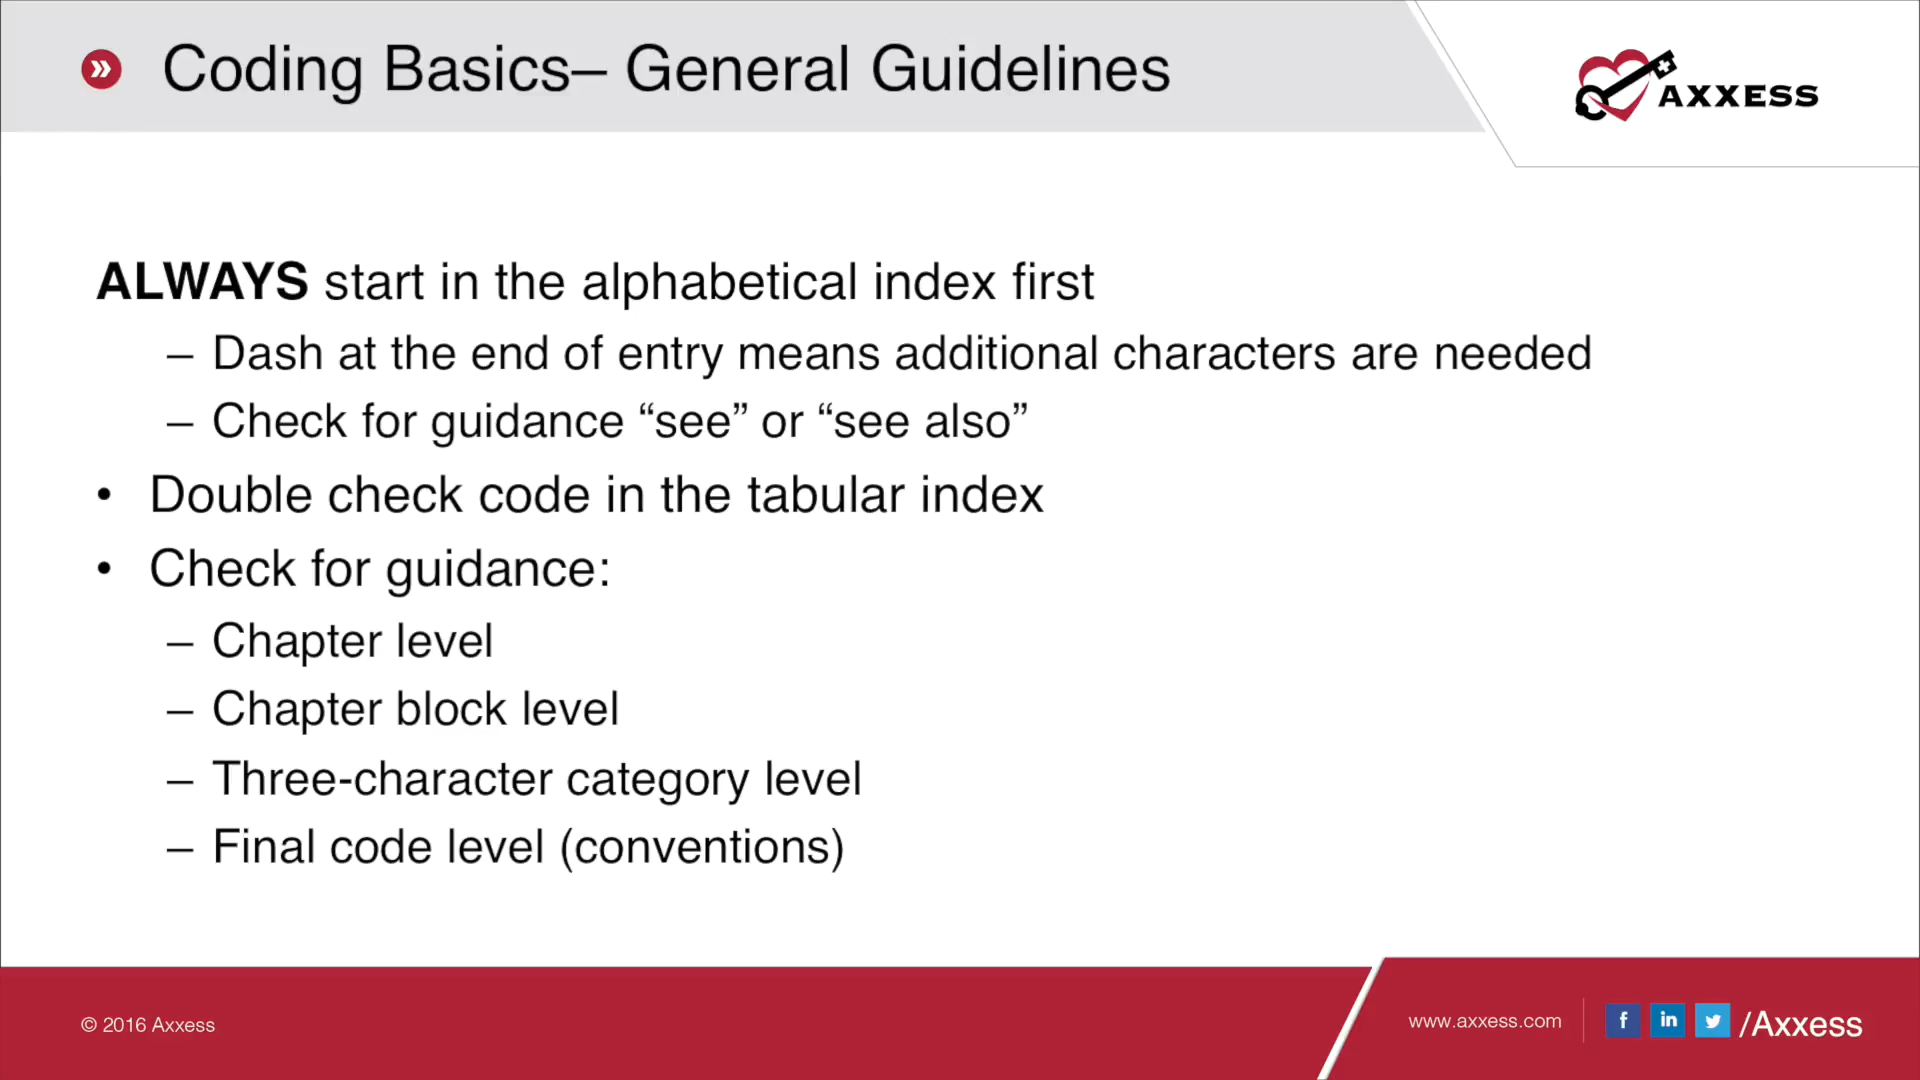 Coding Basics– General Guidelines
AXXESS
ALWAYS start in the alphabetical index first
– Dash at the end of entry means additional characters are needed
– Check for guidance “see” or “see also”
• Double check code in the tabular index
• Check for guidance:
– Chapter level
– Chapter block level
– Three-character category level
– Final code level (conventions)
© 2016 Axxess
www.axxess.com
/Axxess